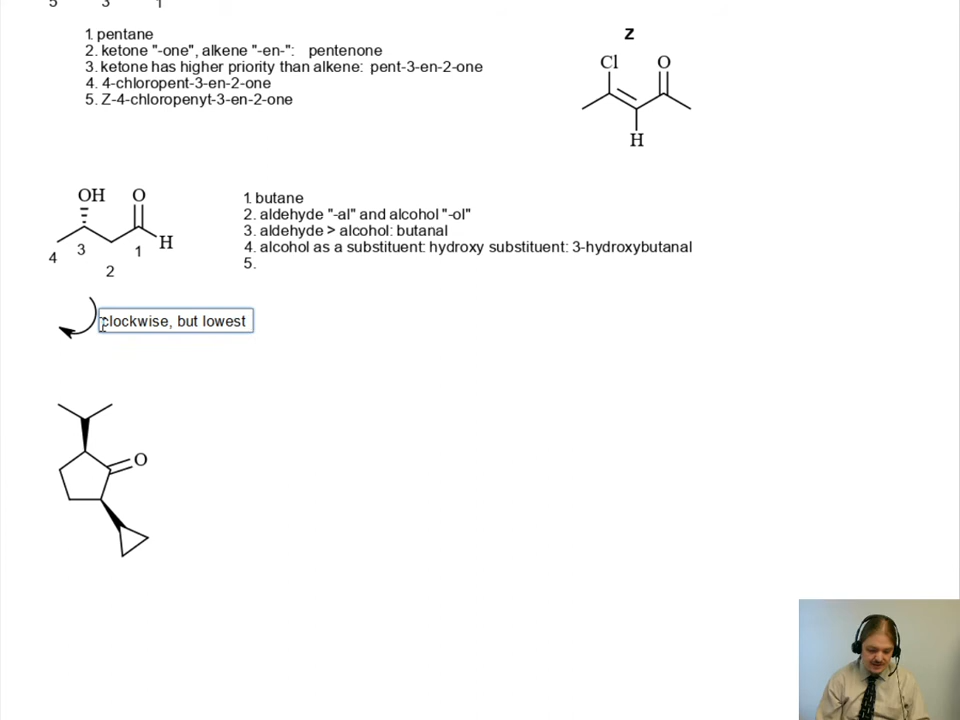 5 3 1
1. pentane
2. ketone "-one", alkene "-en-": pentenone
3. ketone has higher priority than alkene: pent-3-en-2-one
4. 4-chloropent-3-en-2-one
5. Z-4-chloropenyt-3-en-2-one
Z
Cl O
H
OH O
H
4 3 2 1
1. butane
2. aldehyde "-al" and alcohol "-ol"
3. aldehyde > alcohol: butanal
4. alcohol as a substituent: hydroxy substituent: 3-hydroxybutanal
5.
clockwise, but lowest
O